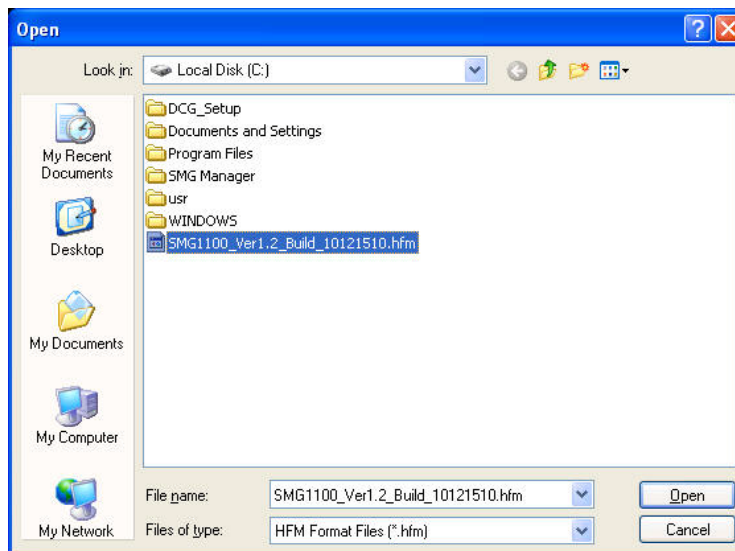 Open
Look in:
Local Disk (C:)
My Recent
Documents
Desktop
My Documents
My Computer
My Network
DCG_Setup
Documents and Settings
Program Files
SMG Manager
usr
WINDOWS
SMG1100_Ver1.2_Build_10121510.hfm
File name:
SMG1100_Ver1.2_Build_10121510.hfm
Open
Files of type:
HFM Format Files (*.hfm)
Cancel